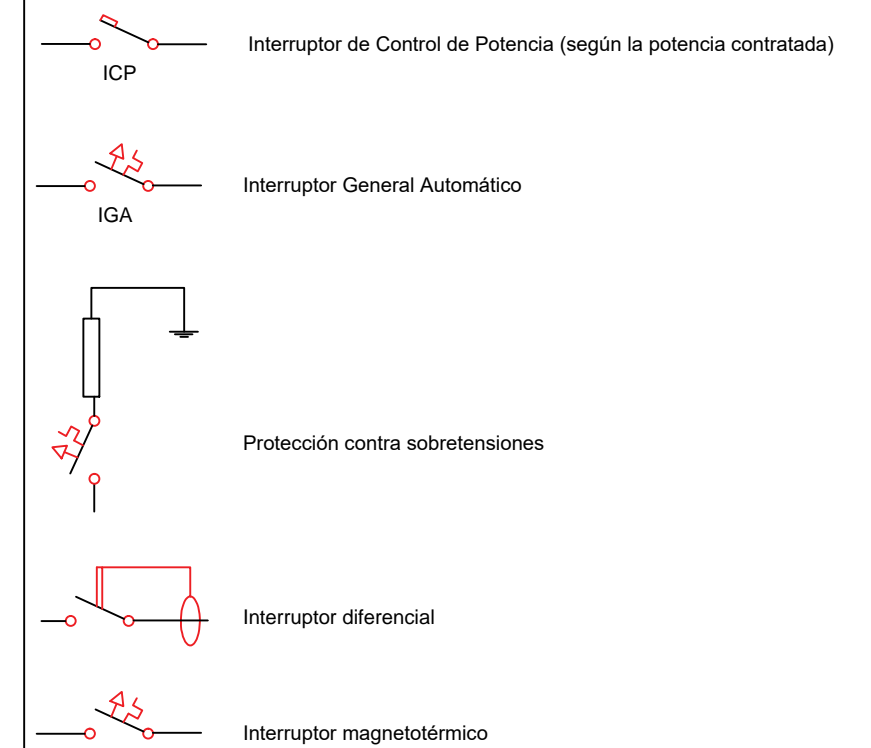 Interruptor de Control de Potencia (según la potencia contratada)
ICP
Interruptor General Automático
IGA
Protección contra sobretensiones
Interruptor diferencial
Interruptor magnetotérmico